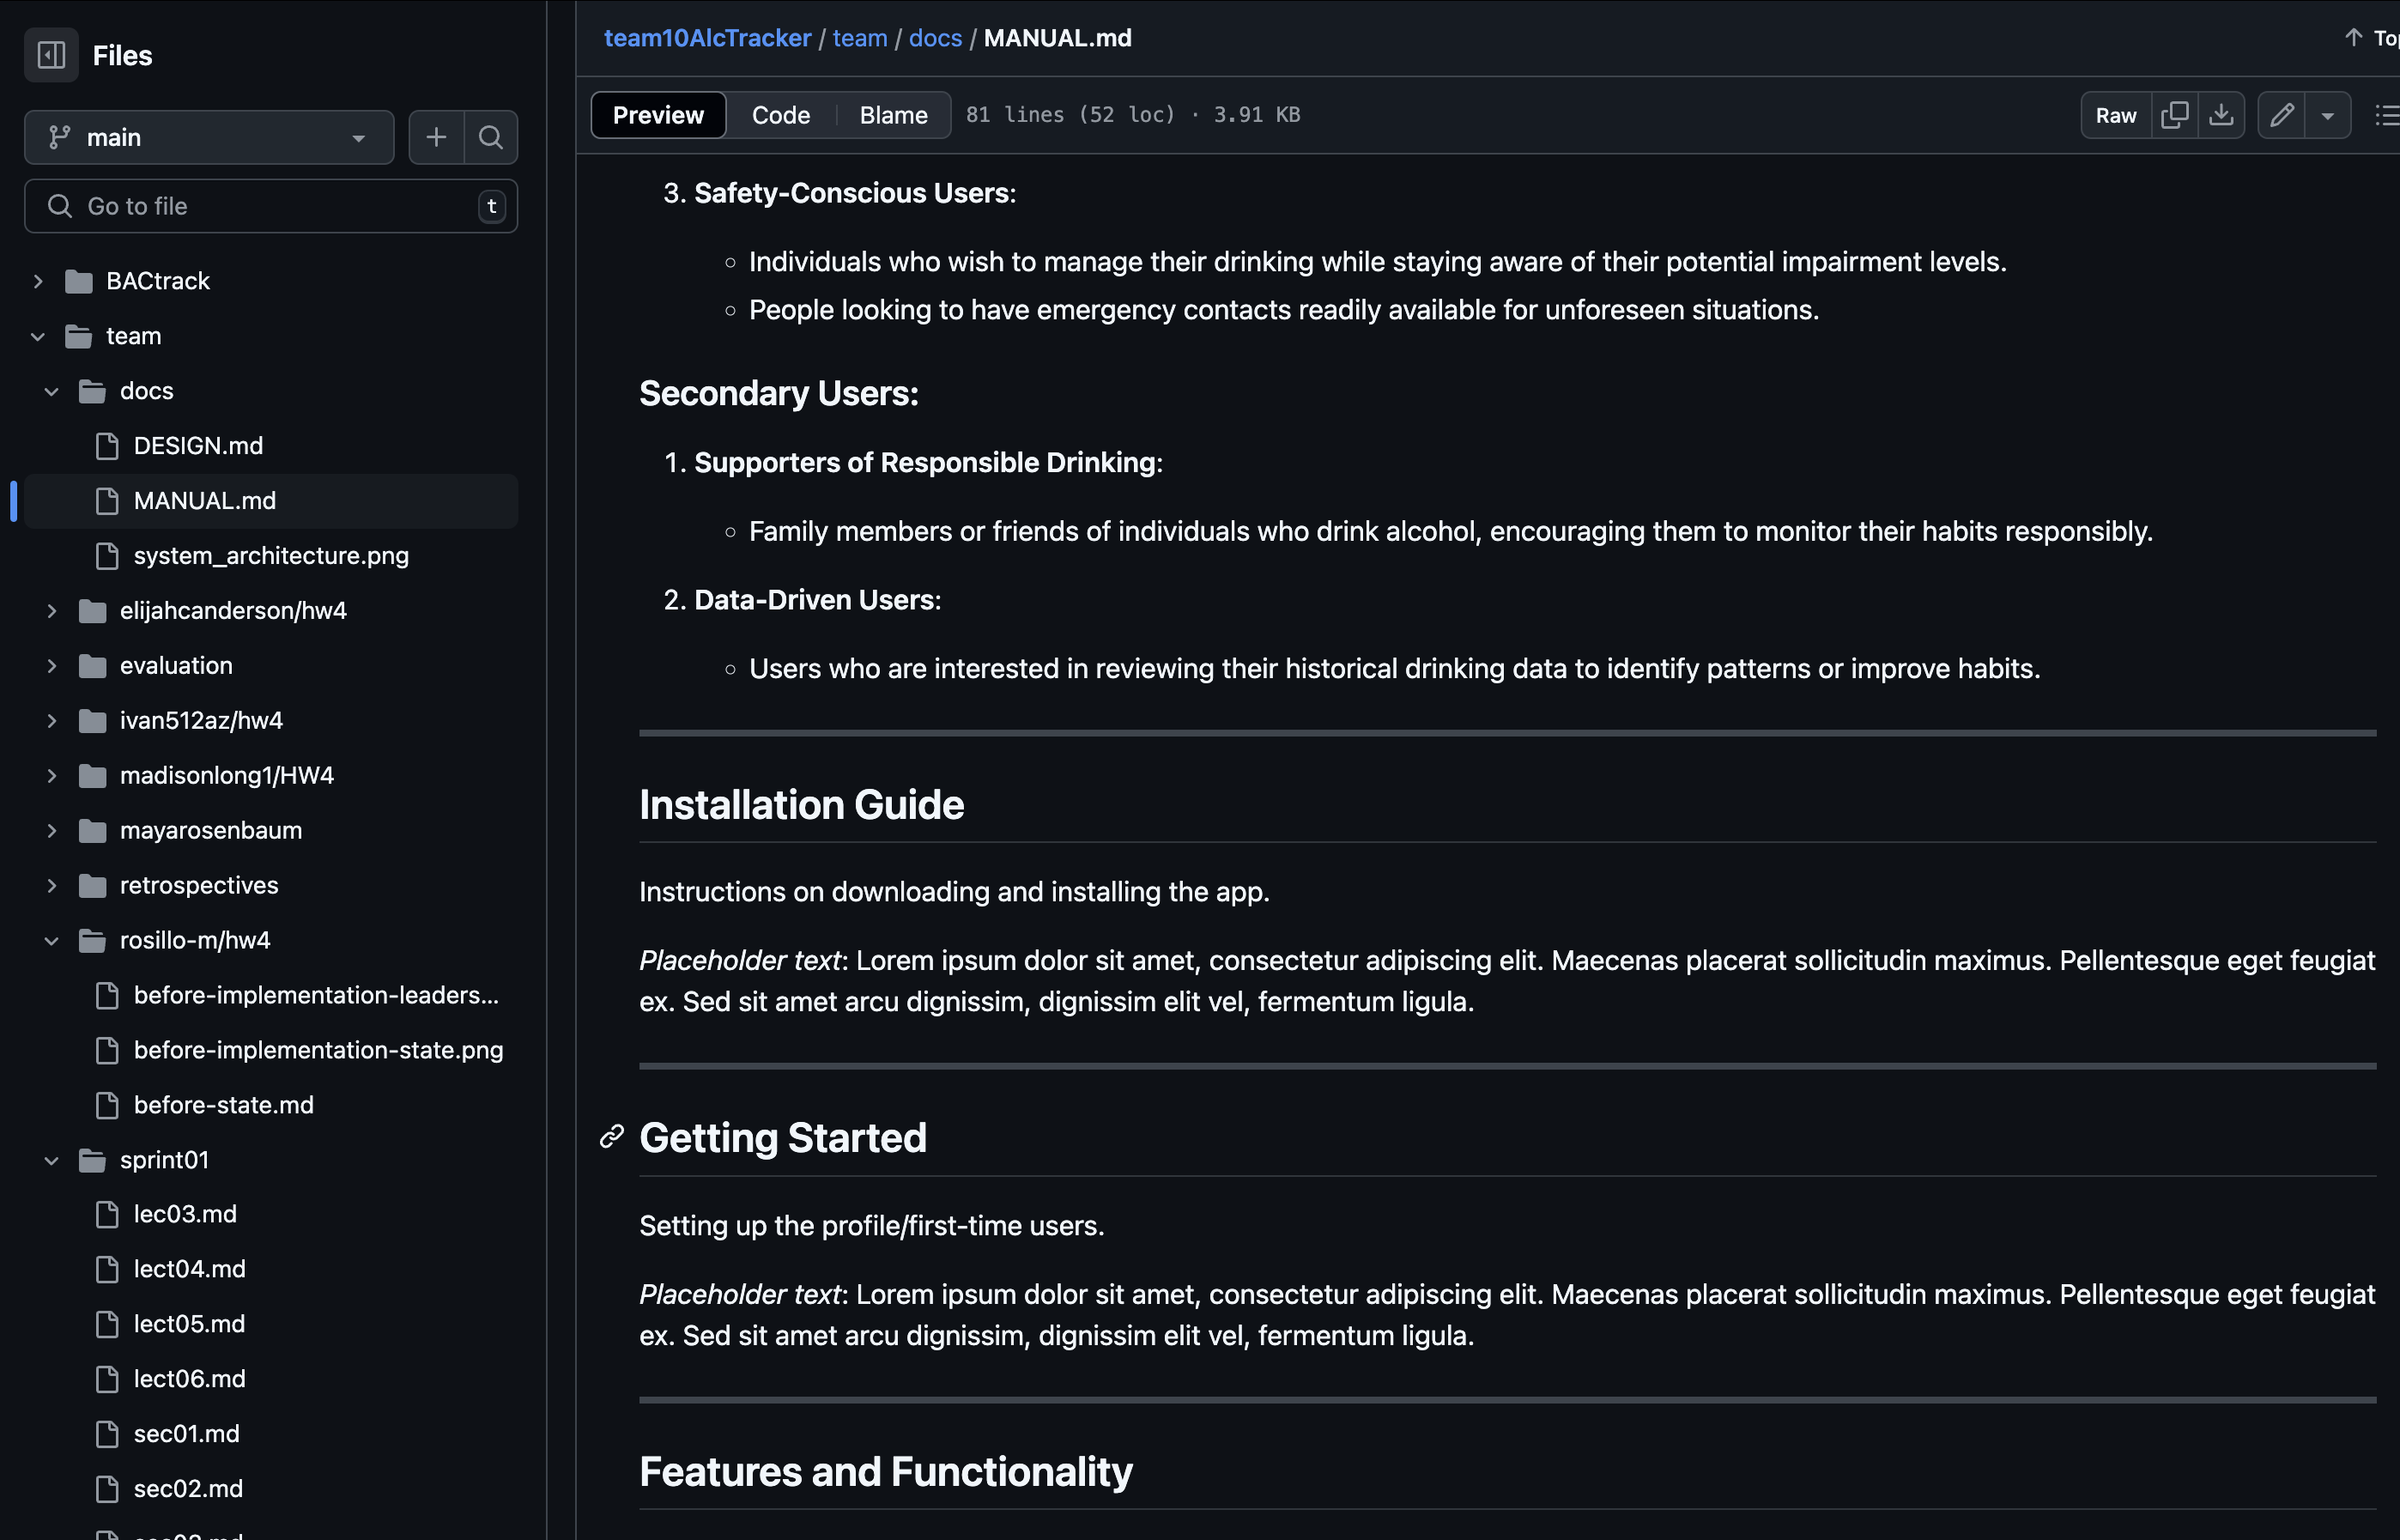 Files
main
Go to file
t
BACtrack
team
docs
DESIGN.md
MANUAL.md
system_architecture.png
elijahcanderson/hw4
evaluation
ivan512az/hw4
madisonlong1/HW4
mayarosenbaum
retrospectives
rosillo-m/hw4
before-implementation-leaders...
before-implementation-state.png
before-state.md
sprint01
lec03.md
lect04.md
lect05.md
lect06.md
sec01.md
sec02.md
team10AlcTracker / team / docs / MANUAL.md
Preview Code Blame 81 lines (52 loc) · 3.91 KB
Raw
3. Safety-Conscious Users:
Individuals who wish to manage their drinking while staying aware of their potential impairment levels.
People looking to have emergency contacts readily available for unforeseen situations.
Secondary Users:
1. Supporters of Responsible Drinking:
Family members or friends of individuals who drink alcohol, encouraging them to monitor their habits responsibly.
2. Data-Driven Users:
Users who are interested in reviewing their historical drinking data to identify patterns or improve habits.
Installation Guide
Instructions on downloading and installing the app.
Placeholder text: Lorem ipsum dolor sit amet, consectetur adipiscing elit. Maecenas placerat sollicitudin maximus. Pellentesque eget feugiat
ex. Sed sit amet arcu dignissim, dignissim elit vel, fermentum ligula.
Getting Started
Setting up the profile/first-time users.
Placeholder text: Lorem ipsum dolor sit amet, consectetur adipiscing elit. Maecenas placerat sollicitudin maximus. Pellentesque eget feugiat
ex. Sed sit amet arcu dignissim, dignissim elit vel, fermentum ligula.
Features and Functionality